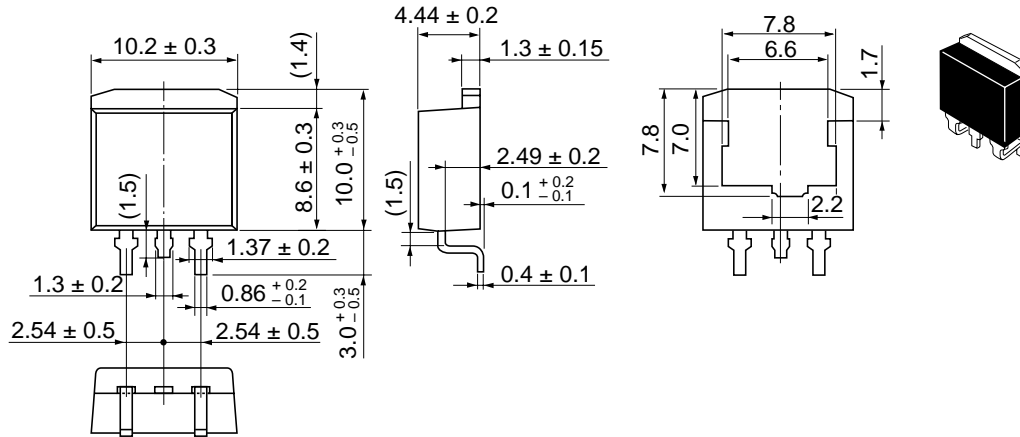 4.44 ± 0.2
10.2 ± 0.3
(1.4)
1.3 ± 0.15
7.8
6.6
1.7
8.6 ± 0.3
10.0 +0.3 −0.5
(1.5)
2.49 ± 0.2
(1.5)
0.1 +0.2 −0.1
7.8
7.0
2.2
1.37 ± 0.2
1.3 ± 0.2
0.86 +0.2 −0.1
0.4 ± 0.1
3.0 +0.3 −0.5
2.54 ± 0.5
2.54 ± 0.5